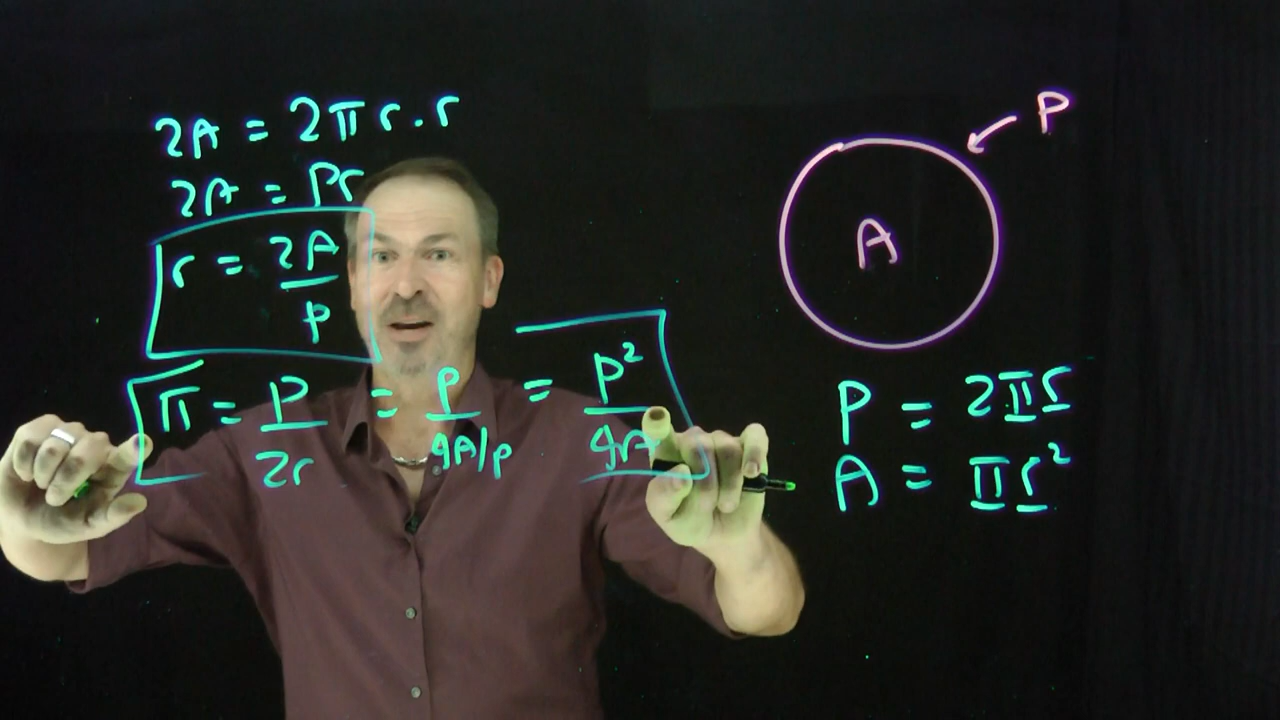 2A = 2π r . r
2A = Pr
r = 2A/P
π = P/2r = P/4A/P = P²/4A
P
A
P = 2πr
A = πr²